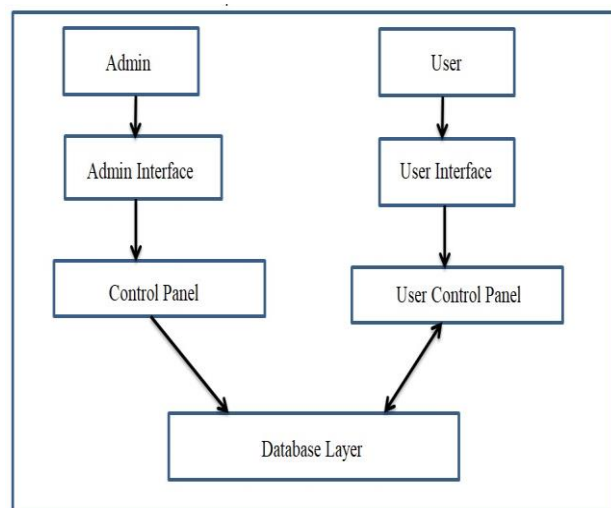 Admin
User
Admin Interface
User Interface
Control Panel
User Control Panel
Database Layer